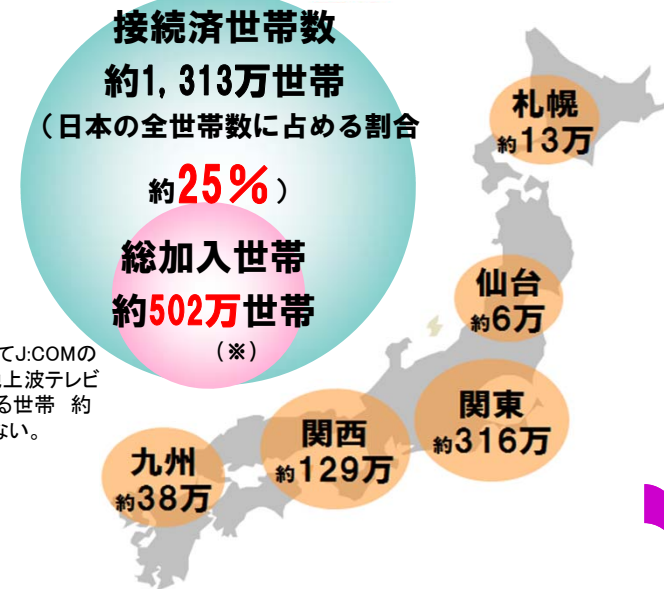 接続済世帯数
約1,313万世帯
（日本の全世帯数に占める割合
約25％）
総加入世帯
約502万世帯
（※）
てJ:COMの
上波テレビ
る世帯　約
ない。
札幌
約13万
仙台
約6万
関東
約316万
関西
約129万
九州
約38万